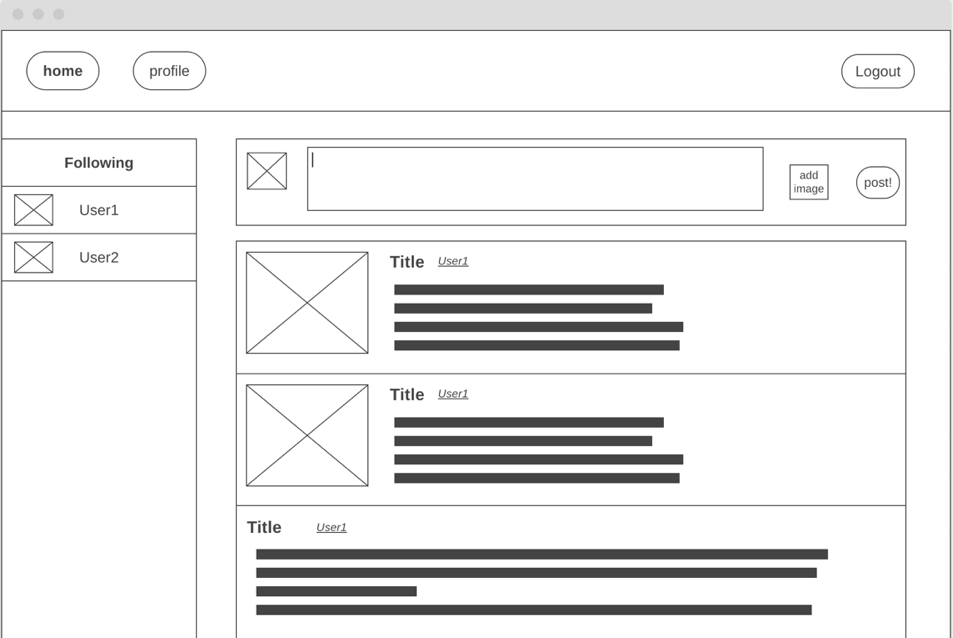 home
profile
Logout
Following
User1
User2
add
image
post!
Title User1
Title User1
Title User1